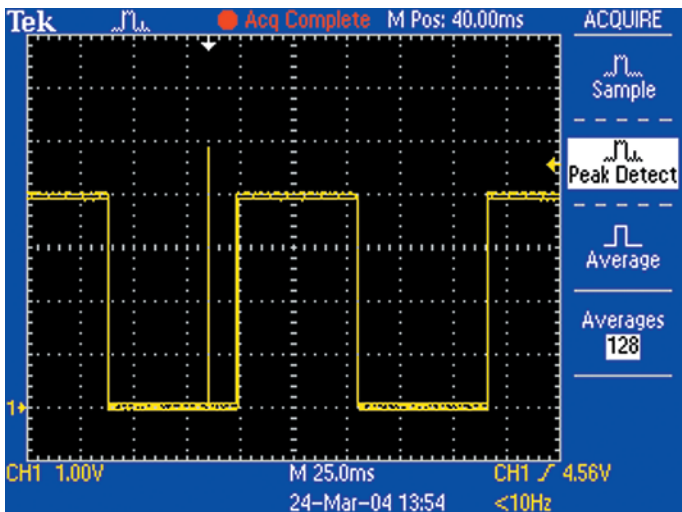 Tek Acq Complete M Pos: 40.00ms ACQUIRE
Sample
Peak Detect
Average
Averages
128
1
CH1 1.00V M 25.0ms CH1 4.56V
24-Mar-04 13:54 <10Hz